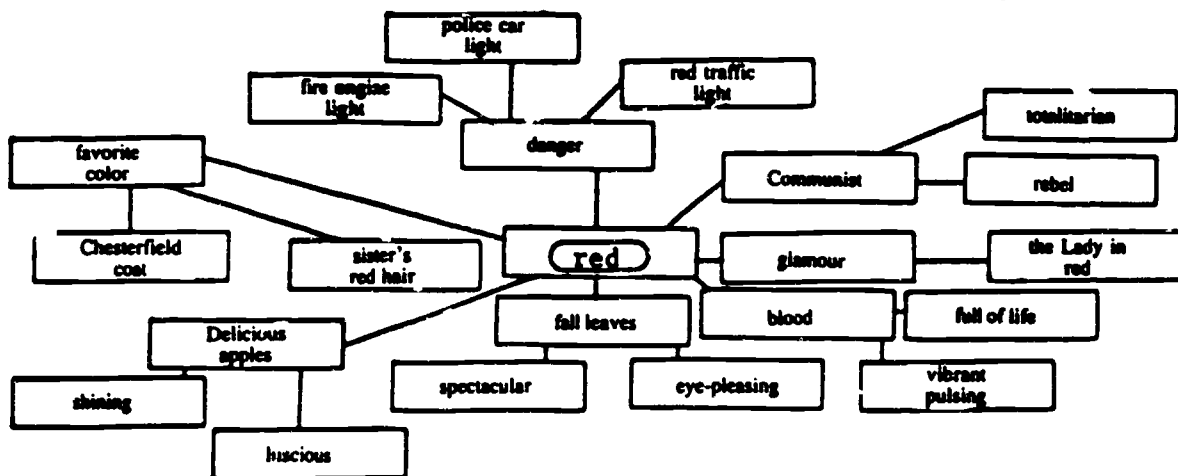 police car
light
fire engine
light
red traffic
light
danger
totalitarian
favorite
color
Communist
rebel
Chesterfield
coat
sister's
red hair
red
glamour
the Lady in
red
fall leaves
blood
full of life
Delicious
apples
spectacular
eye-pleasing
vibrant
pulsing
shining
luscious